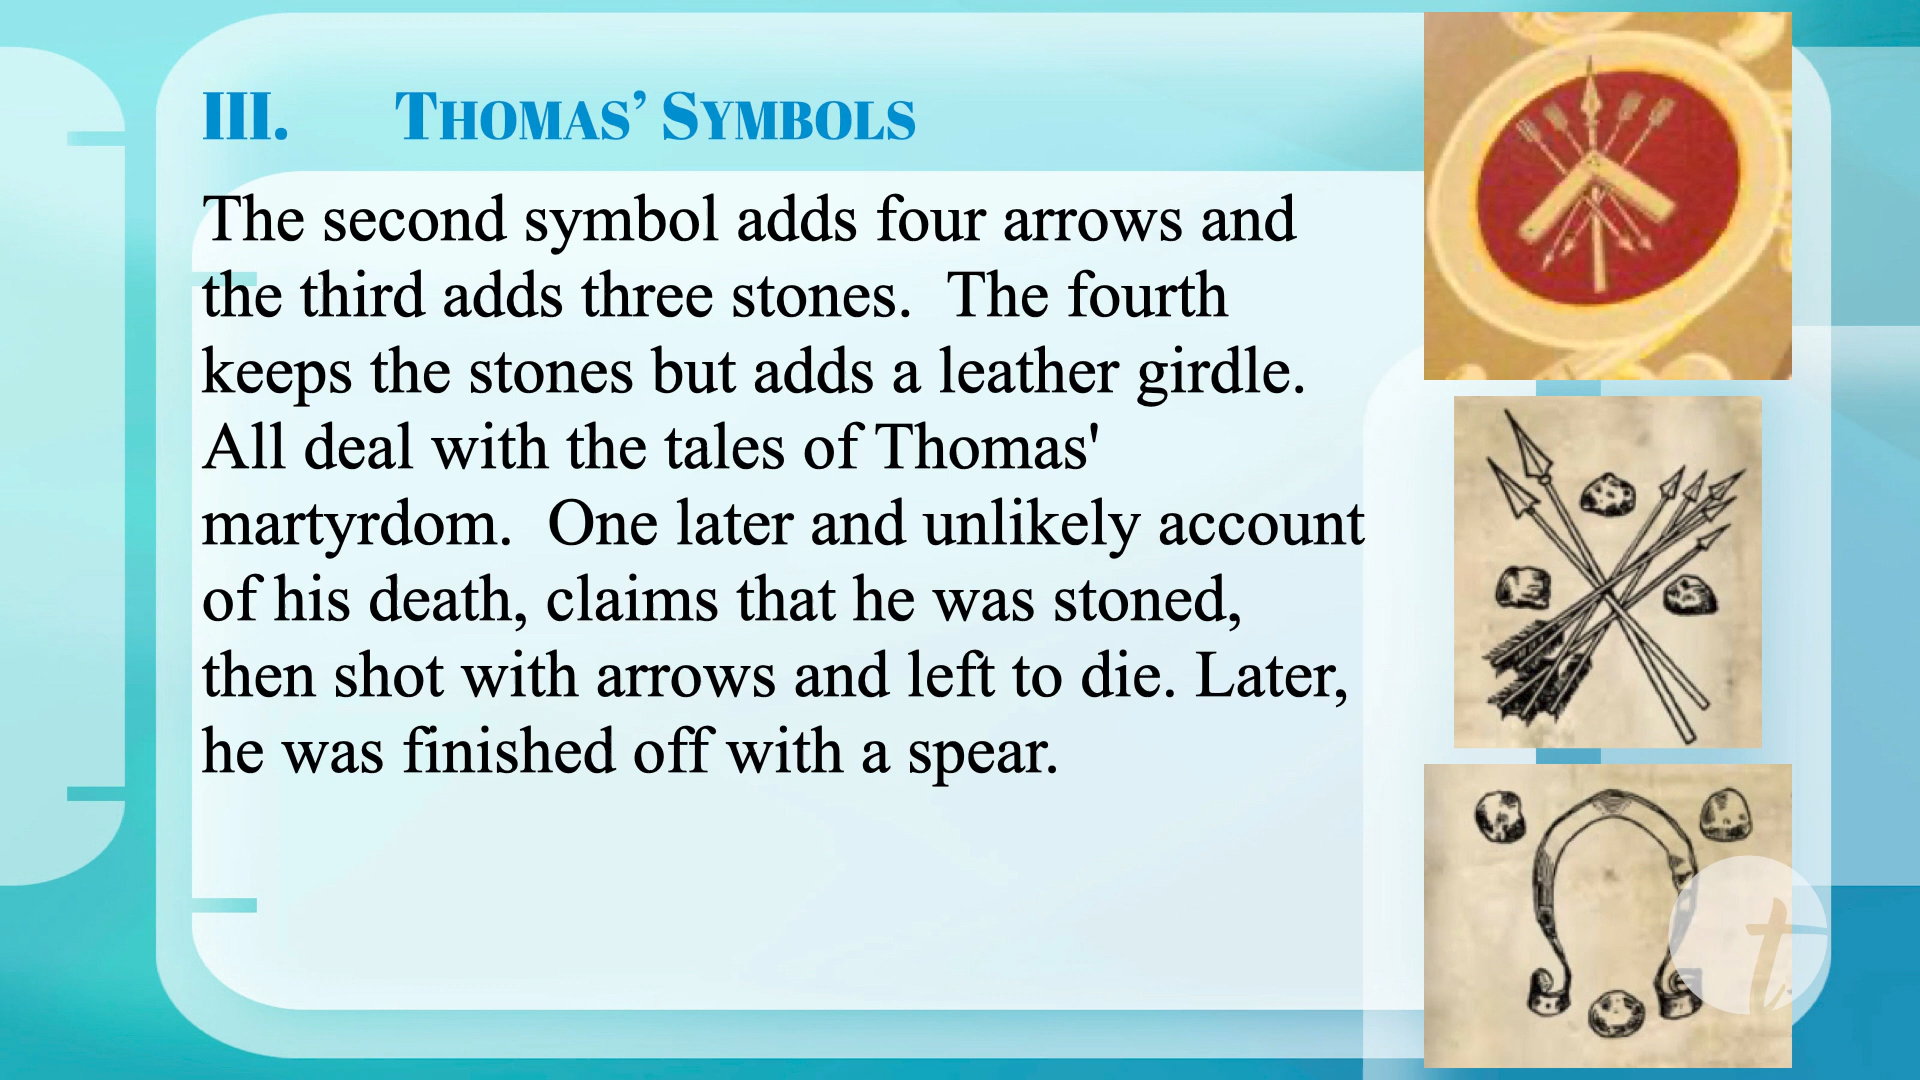 III. THOMAS’ SYMBOLS
The second symbol adds four arrows and
the third adds three stones.  The fourth
keeps the stones but adds a leather girdle.
All deal with the tales of Thomas'
martyrdom.  One later and unlikely account
of his death, claims that he was stoned,
then shot with arrows and left to die. Later,
he was finished off with a spear.